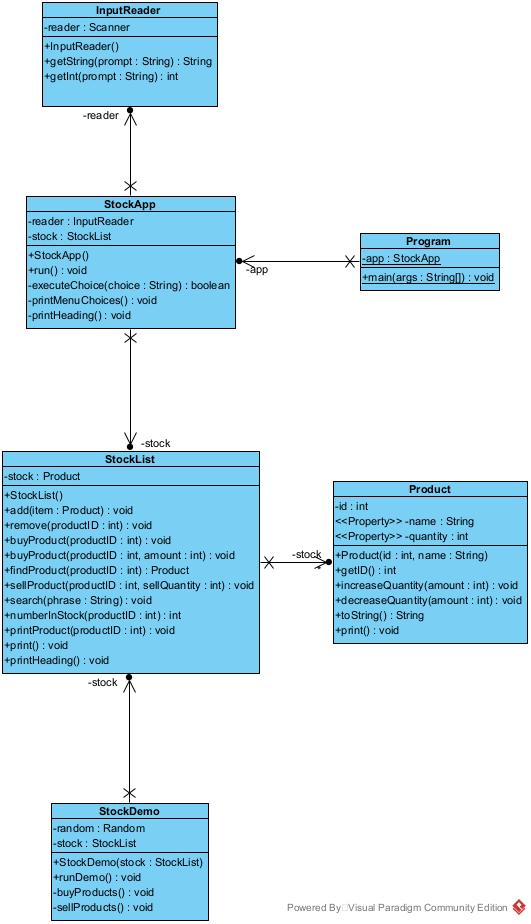 InputReader
-reader : Scanner
+InputReader()
+getString(prompt : String) : String
+getInt(prompt : String) : int
-reader
StockApp
-reader : InputReader
-stock : StockList
+StockApp()
+run() : void
-executeChoice(choice : String) : boolean
-printMenuChoices() : void
-printHeading() : void
-app
Program
-app : StockApp
+main(args : String[]) : void
-stock
StockList
-stock : Product
+StockList()
+add(item : Product) : void
+remove(productID : int) : void
+buyProduct(productID : int) : void
+buyProduct(productID : int, amount : int) : void
+findProduct(productID : int) : Product
+sellProduct(productID : int, sellQuantity : int) : void
+search(phrase : String) : void
+numberInStock(productID : int) : int
+printProduct(productID : int) : void
+print() : void
+printHeading() : void
-stock
Product
-id : int
<<Property>> -name : String
<<Property>> -quantity : int
+Product(id : int, name : String)
+getID() : int
+increaseQuantity(amount : int) : void
+decreaseQuantity(amount : int) : void
+toString() : String
+print() : void
-stock
StockDemo
-random : Random
-stock : StockList
+StockDemo(stock : StockList)
+runDemo() : void
-buyProducts() : void
-sellProducts() : void
Powered By Visual Paradigm Community Edition